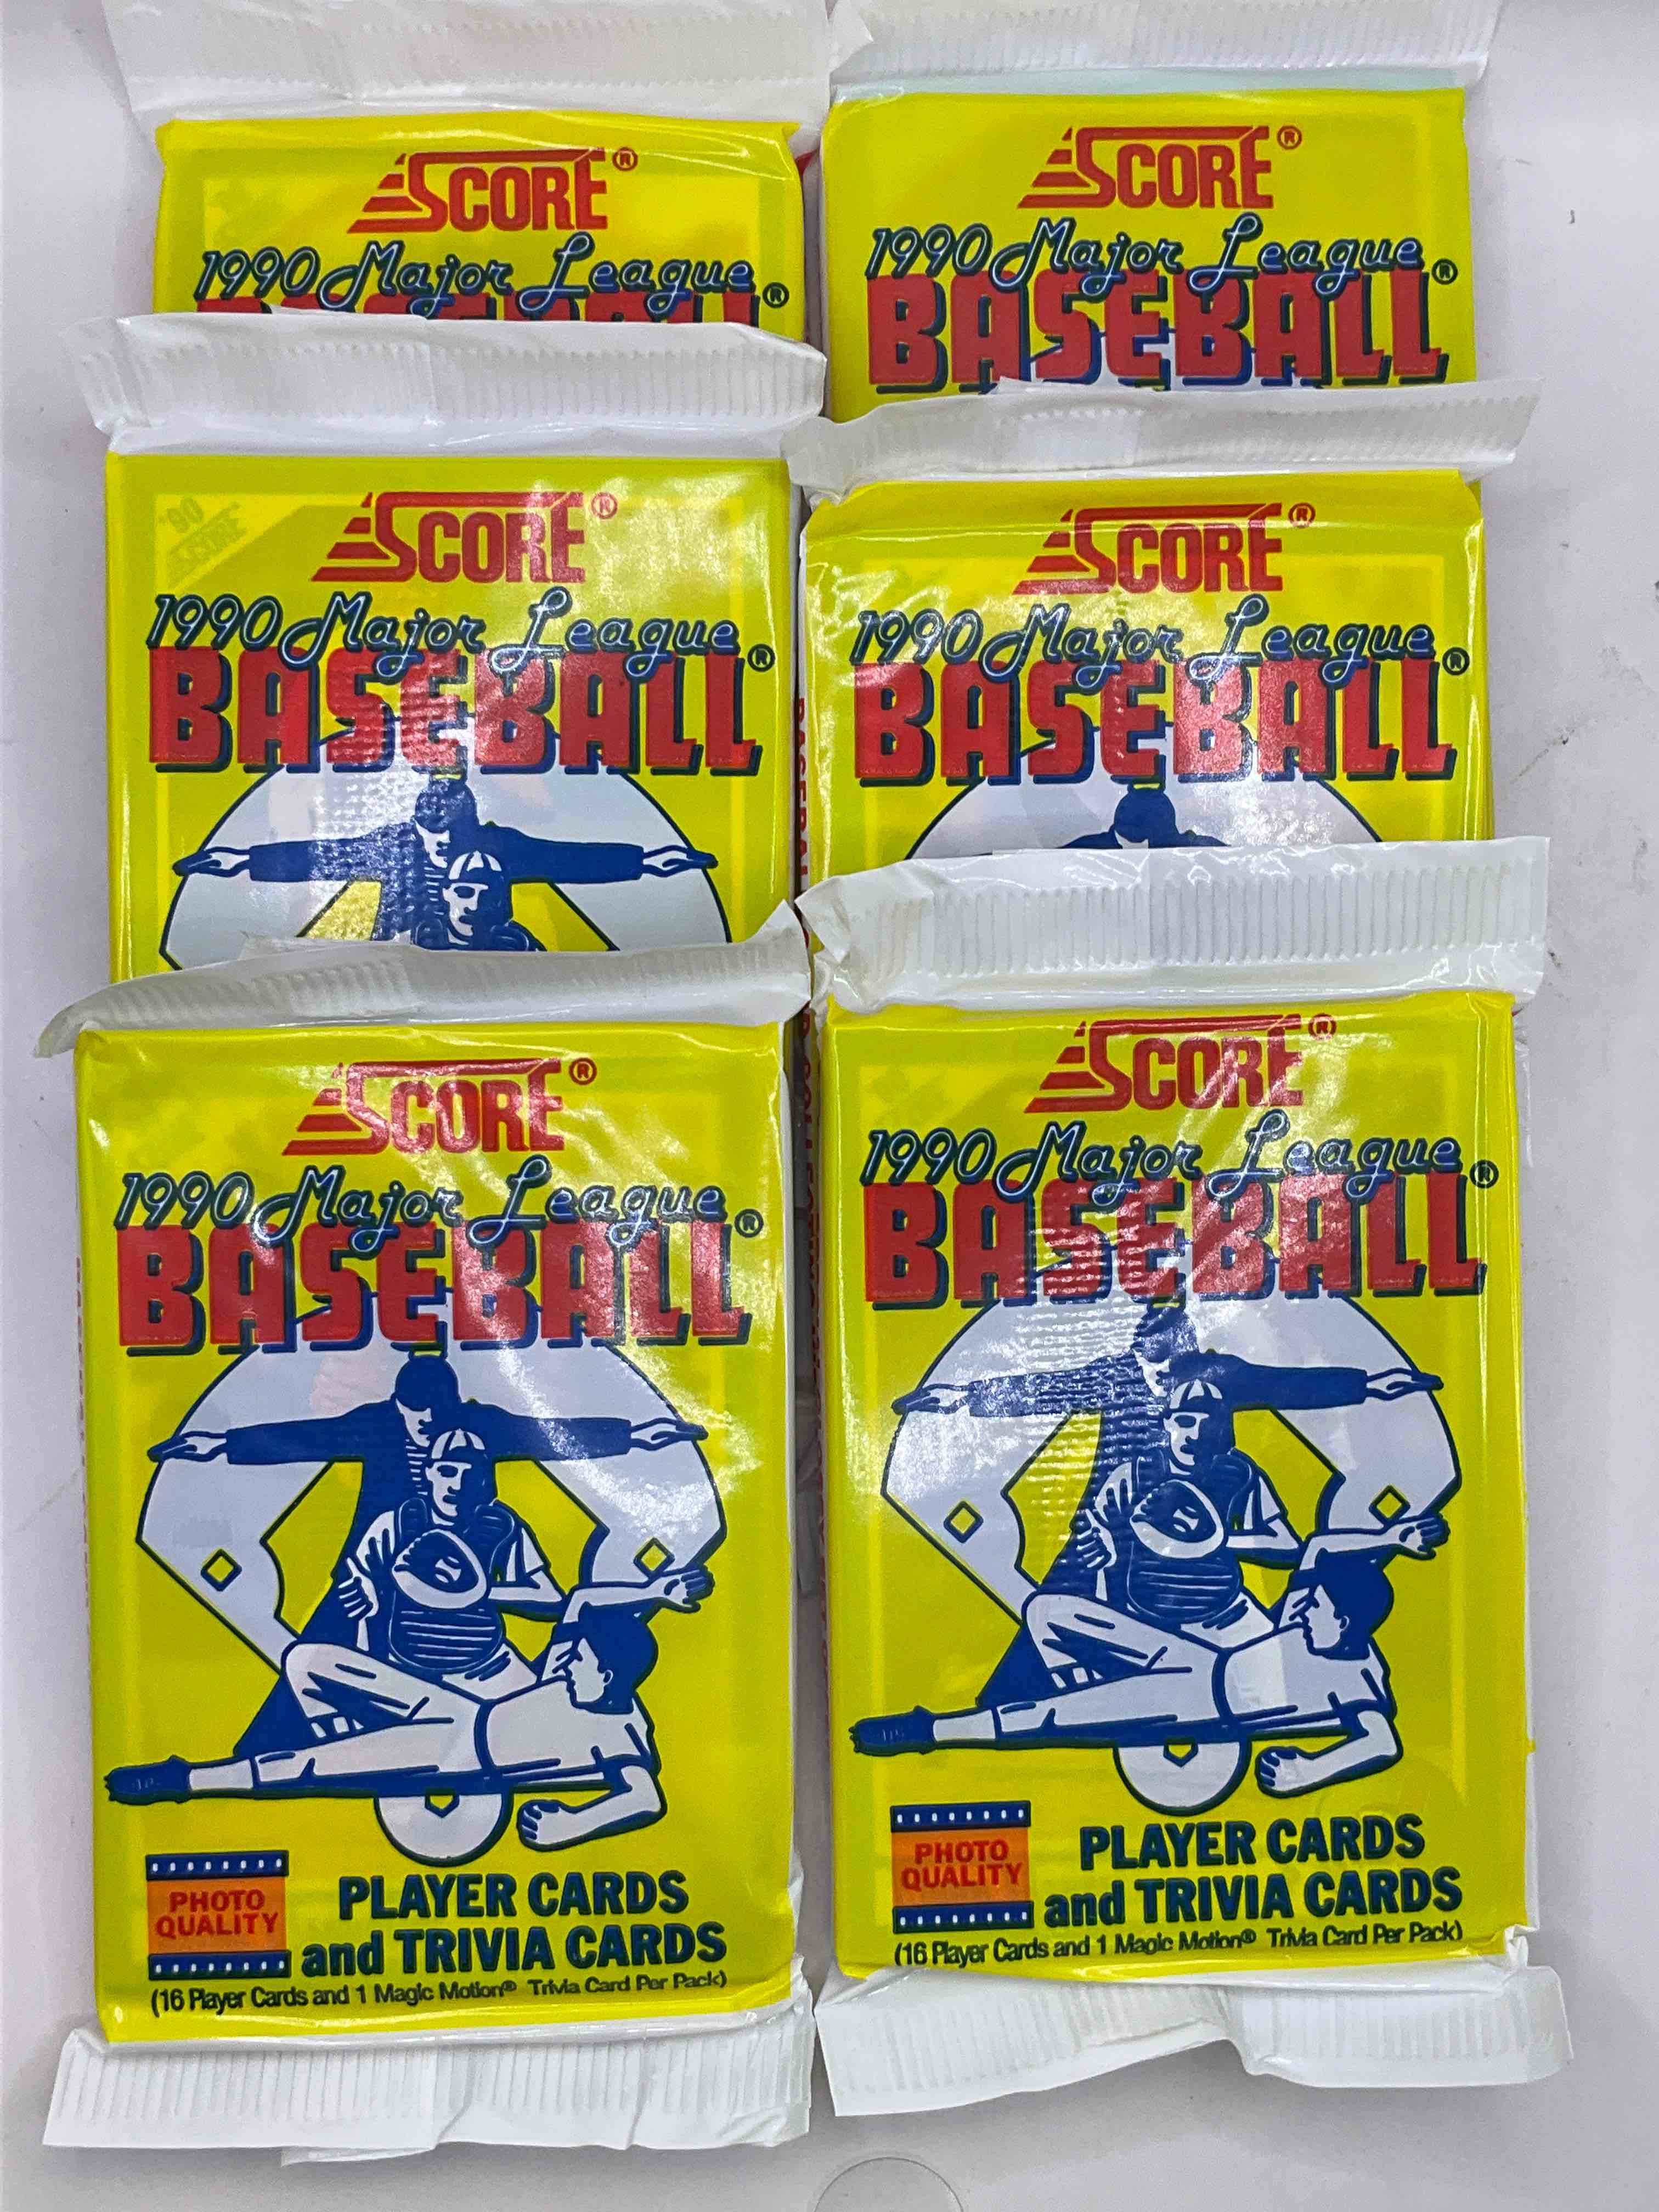 SCORE®
1990 Major League
BASEBALL®
SCORE®
1990 Major League
BASEBALL®
'90
SCORE
SCORE®
1990 Major League
BASEBALL®
SCORE®
1990 Major League
BASEBALL®
SCORE®
1990 Major League
BASEBALL®
PHOTO
QUALITY
PLAYER CARDS
and TRIVIA CARDS
(16 Player Cards and 1 Magic Motion® Trivia Card Per Pack)
SCORE®
1990 Major League
BASEBALL®
PHOTO
QUALITY
PLAYER CARDS
and TRIVIA CARDS
(16 Player Cards and 1 Magic Motion® Trivia Card Per Pack)